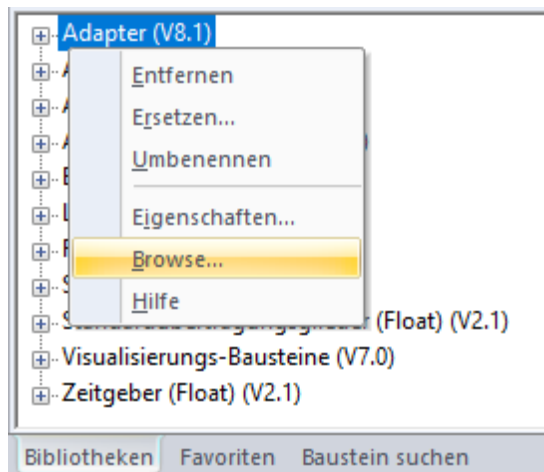 Adapter (V8.1)
Entfernen
Ersetzen...
Umbenennen
Eigenschaften...
Browse...
Hilfe
(Float) (V2.1)
Visualisierungs-Bausteine (V7.0)
Zeitgeber (Float) (V2.1)
Bibliotheken Favoriten Baustein suchen